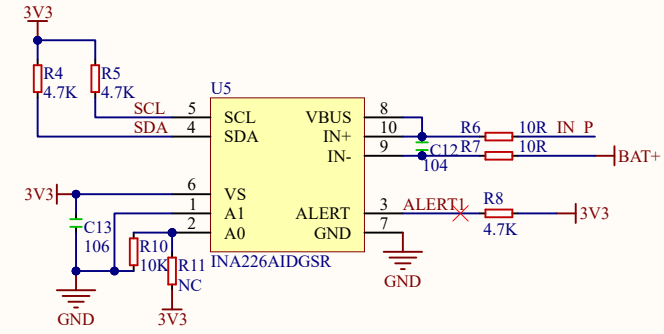 3V3
R4
4.7K
R5
4.7K
U5
SCL 5 SCL
SDA 4 SDA
VBUS 8
IN+ 10 R6 10R IN_P
IN- 9 R7 10R
C12
104
BAT+
3V3 6 VS
1 A1
2 A0
C13
106
R10
10K
R11
NC
ALERT 3 ALERT1 R8 3V3
4.7K
GND 7
INA226AIDGSR
GND
GND
3V3